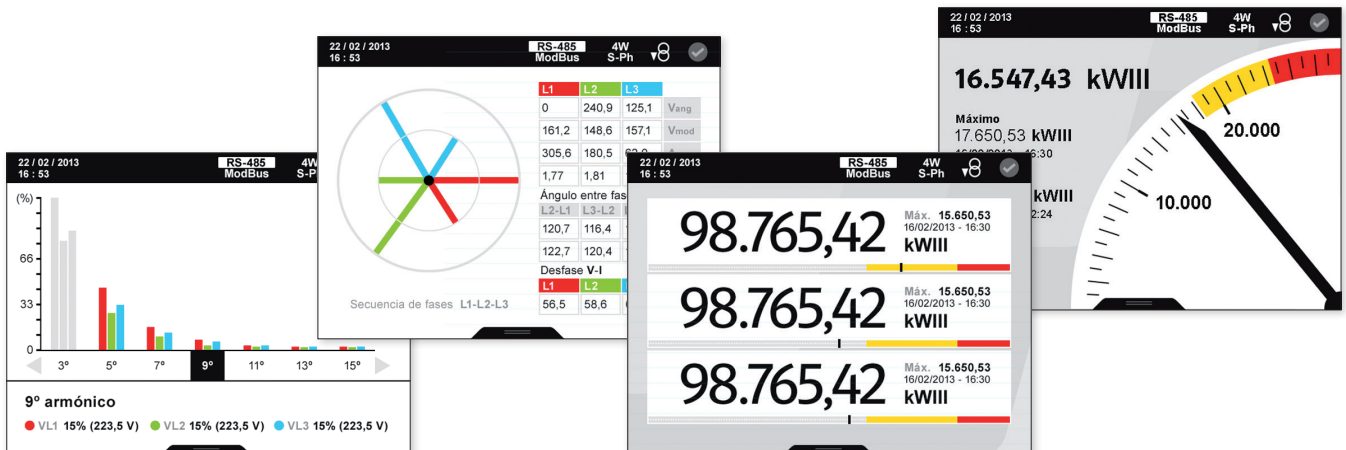 22 / 02 / 2013
16 : 53
RS-485
ModBus
4W
(%)
66
33
0
3º 5º 7º 9º 11º 13º 15º
9º armónico
VL1 15% (223,5 V) VL2 15% (223,5 V) VL3 15% (223,5 V)
22 / 02 / 2013
16 : 53
RS-485
ModBus
4W
S-Ph
L1 L2 L3
0 240,9 125,1 Vang
161,2 148,6 157,1 Vmod
305,6 180,5
1,77 1,81
Ángulo entre
L2-L1 L3-L2
120,7 116,4
122,7 120,4
Desfase V-I
L1 L2
56,5 58,6
Secuencia de fases L1-L2-L3
22 / 02 / 2013
16 : 53
RS-485
ModBus
4W
S-Ph
98.765,42
Máx. 15.650,53
16/02/2013 - 16:30
kWIII
98.765,42
Máx. 15.650,53
16/02/2013 - 16:30
kWIII
98.765,42
Máx. 15.650,53
16/02/2013 - 16:30
kWIII
22 / 02 / 2013
16 : 53
RS-485
ModBus
4W
S-Ph
16.547,43 kWIII
Máximo
17.650,53 kWIII
kWIII
20.000
10.000